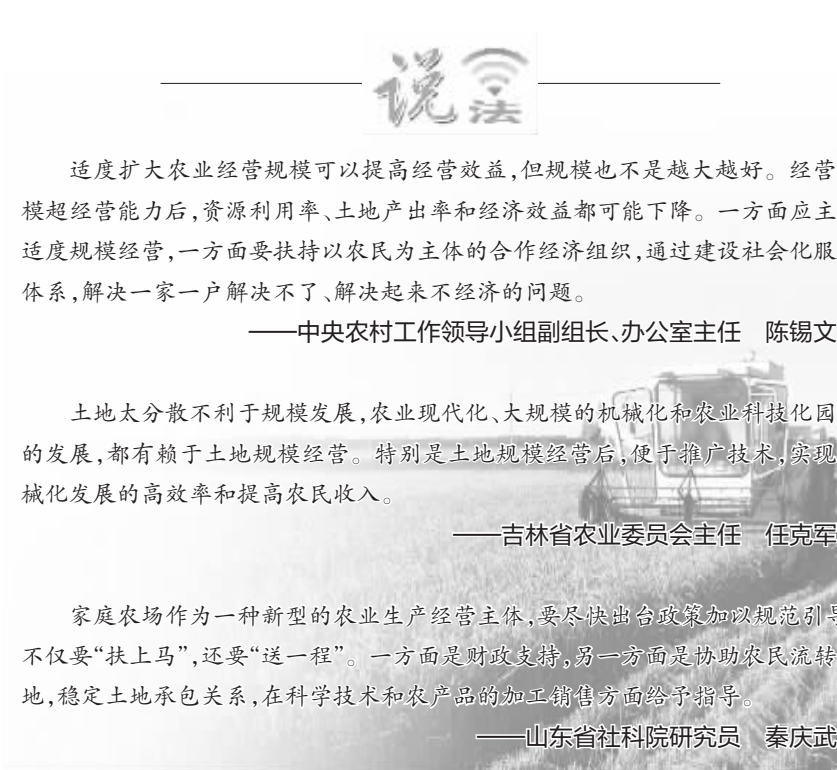 说法
适度扩大农业经营规模可以提高经营效益,但规模也不是越大越好。经营
模超经营能力后,资源利用率、土地产出率和经济效益都可能下降。一方面应主
适度规模经营,一方面要扶持以农民为主体的合作经济组织,通过建设社会化服
体系,解决一家一户解决不了、解决起来不经济的问题。
——中央农村工作领导小组副组长、办公室主任 陈锡文
土地太分散不利于规模发展,农业现代化、大规模的机械化和农业科技化园
的发展,都有赖于土地规模经营。特别是土地规模经营后,便于推广技术,实现
械化发展的高效率和提高农民收入。
——吉林省农业委员会主任 任克军
家庭农场作为一种新型的农业生产经营主体,要尽快出台政策加以规范引导
不仅要“扶上马”,还要“送一程”。一方面是财政支持,另一方面是协助农民流转
地,稳定土地承包关系,在科学技术和农产品的加工销售方面给予指导。
——山东省社科院研究员 秦庆武